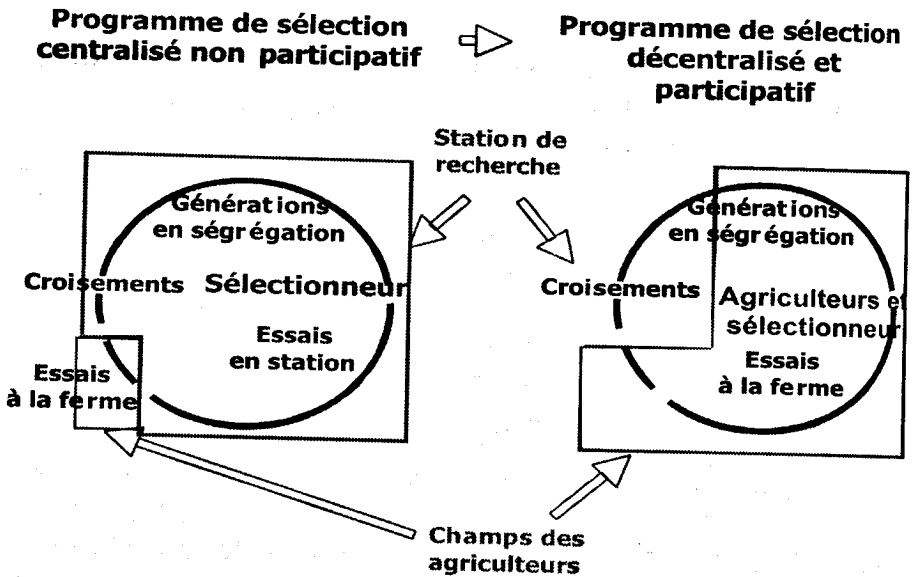 Programme de sélection
centralisé non participatif
Programme de sélection
décentralisé et
participatif
Station de
recherche
Générations
en ségrégation
Croisements
Sélectionneur
Essais
en station
Essais
à la ferme
Générations
en ségrégation
Croisements
Agriculteurs et
sélectionneur
Essais
à la ferme
Champs des
agriculteurs